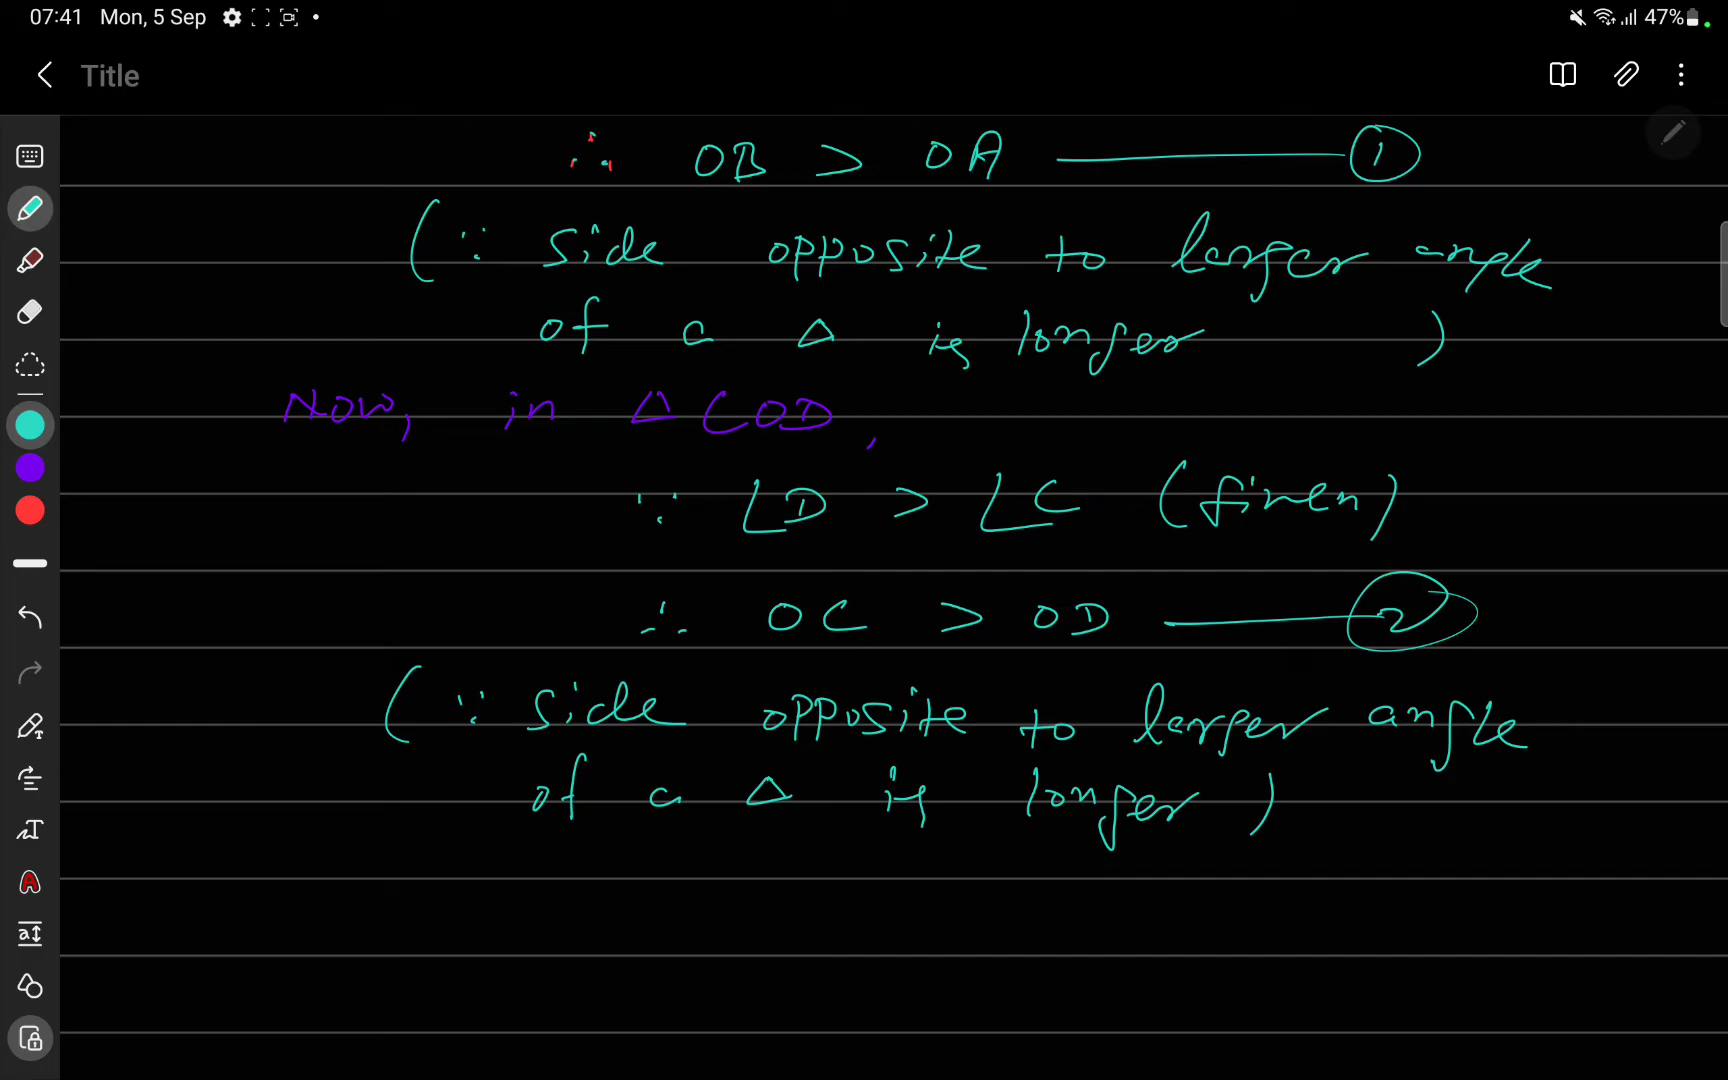 07:41 Mon, 5 Sep 47%
Title
∴ OB > OA ——— ①
(∵ side opposite to larger angle
of a △ is longer )
Now, in △ COD,
∵ ∠D > ∠C (given)
∴ OC > OD ——— ②
(∵ side opposite to larger angle
of a △ is longer )